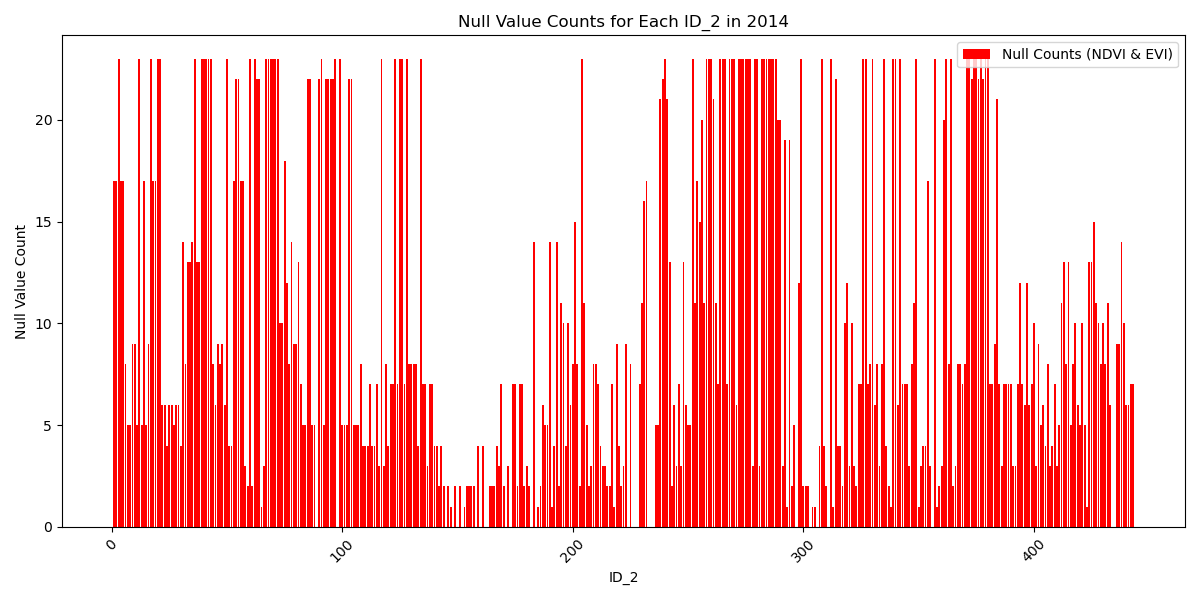 Null Value Counts for Each ID_2 in 2014
Null Counts (NDVI & EVI)
Null Value Count
20
15
10
5
0
0
100
200
300
400
ID_2